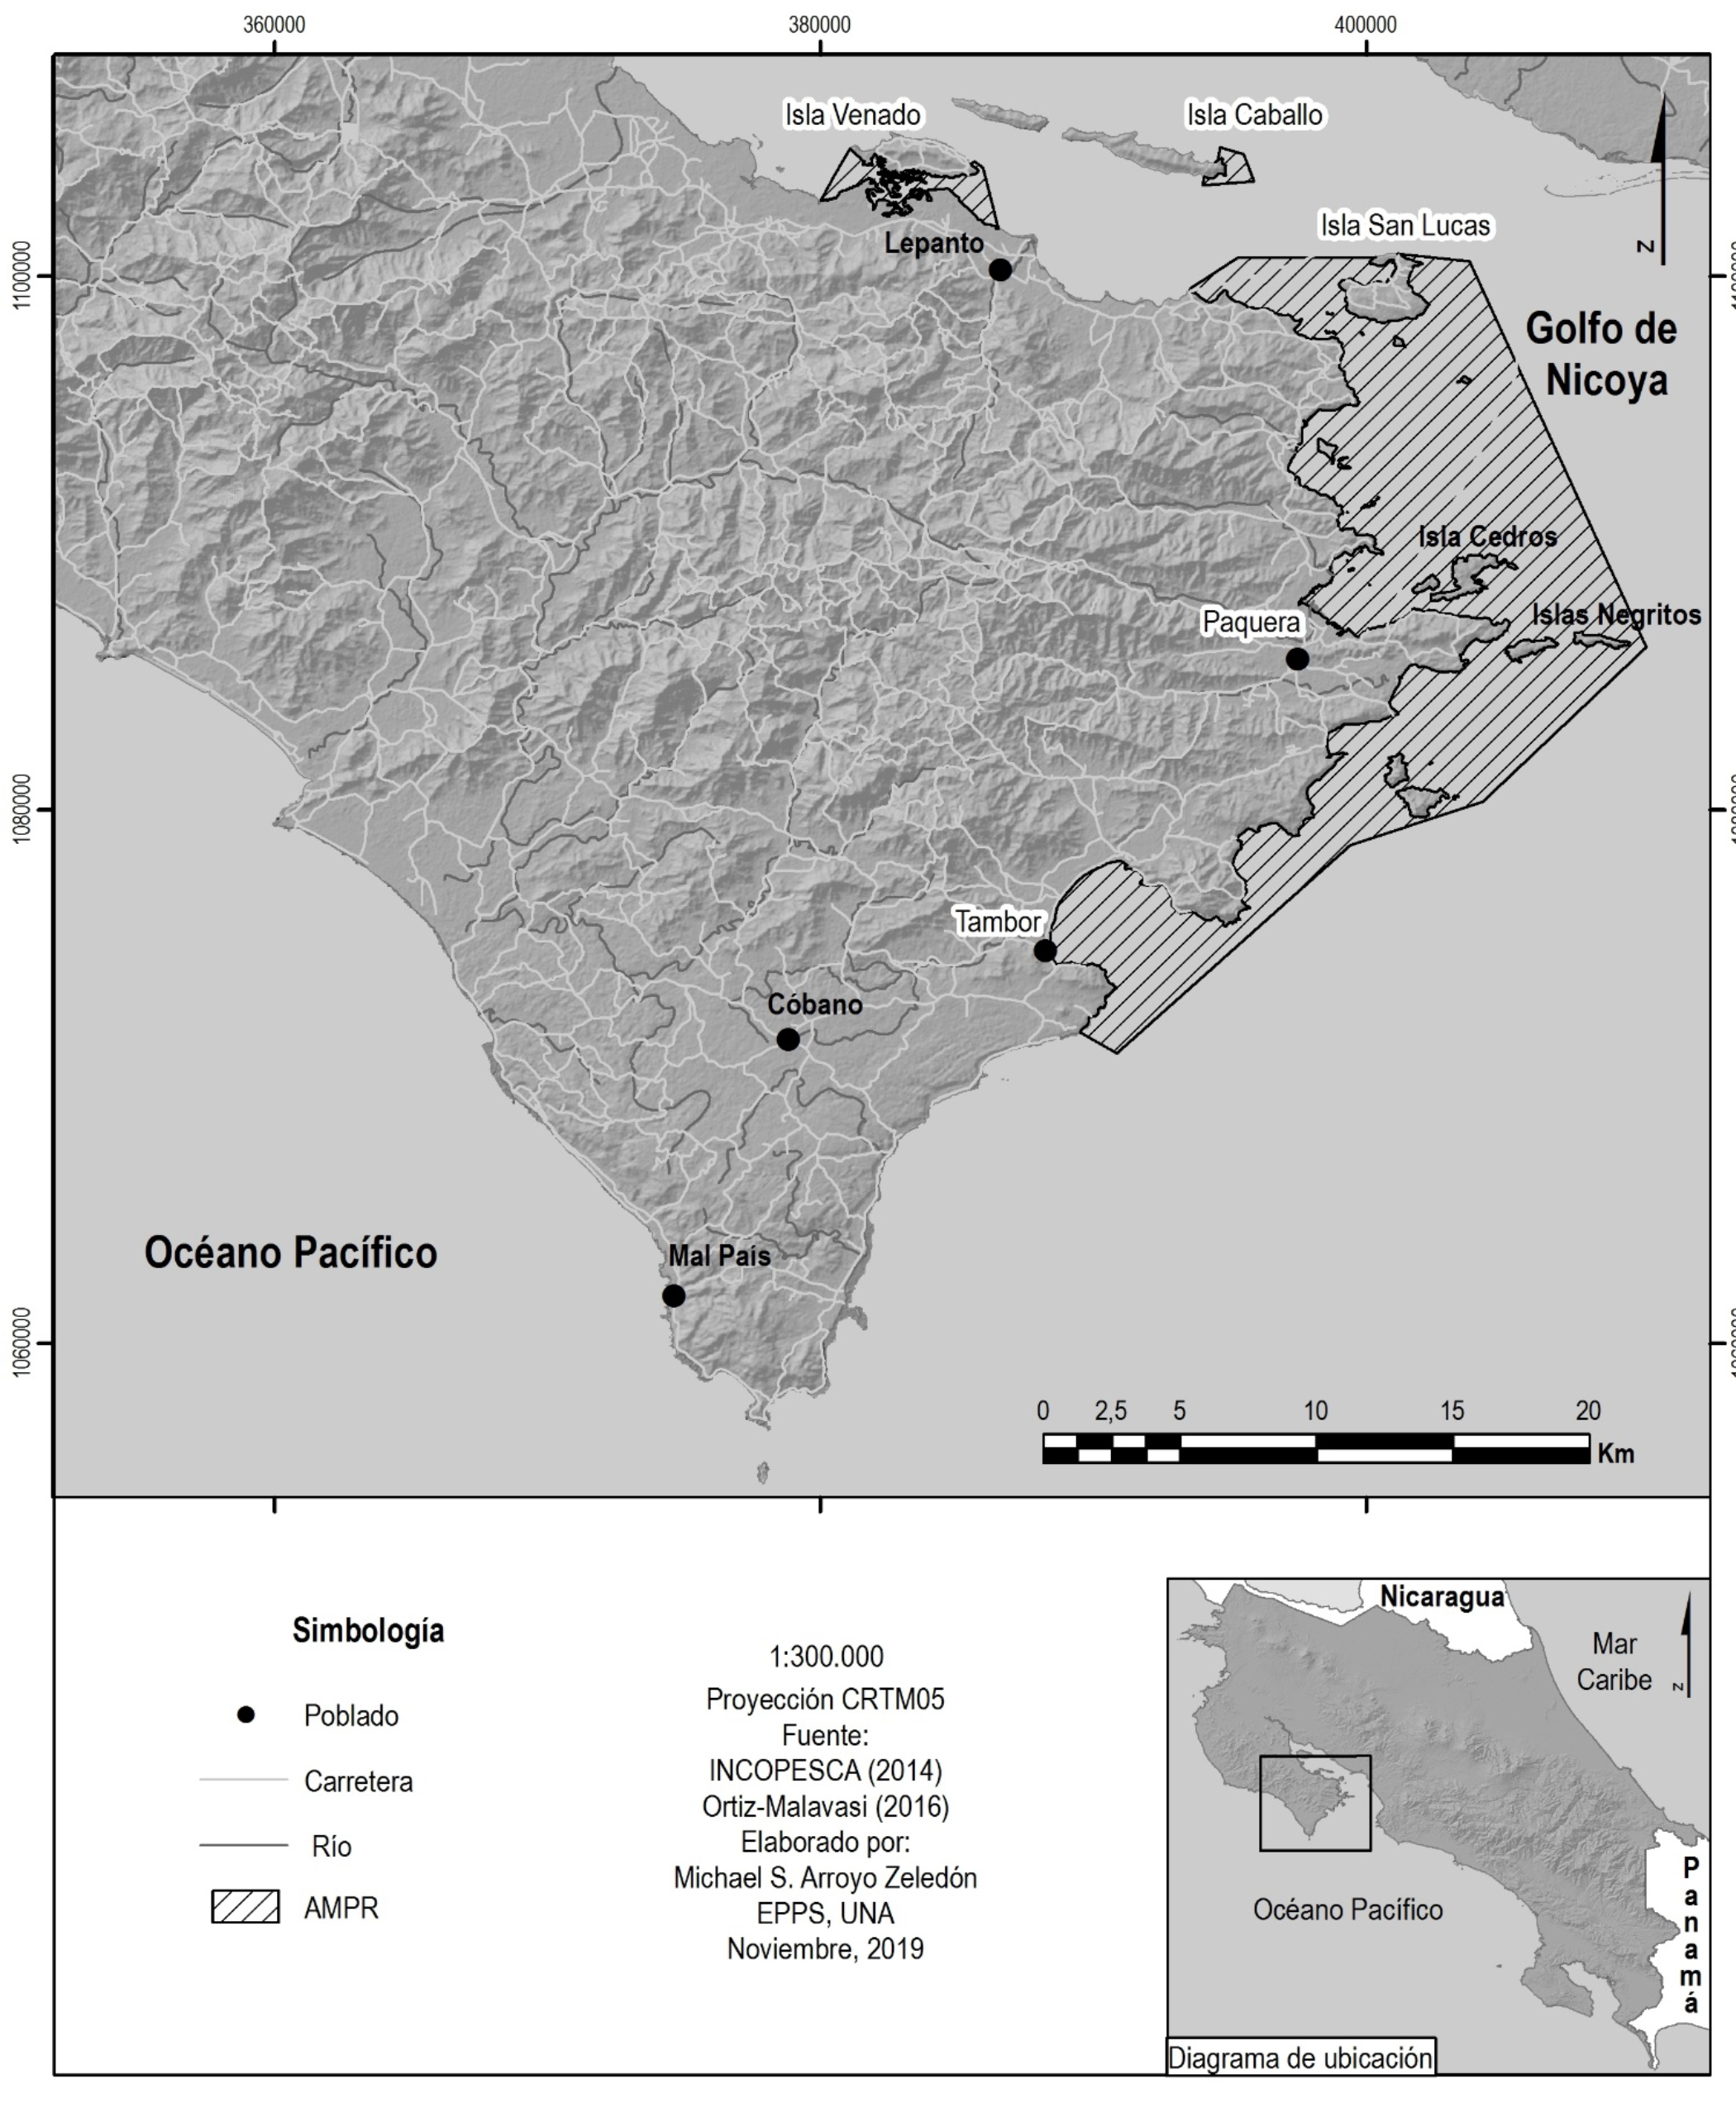 360000
380000
400000
Isla Venado
Isla Caballo
Isla San Lucas
N
Lepanto
1100000
Golfo de
Nicoya
Isla Cedros
Islas Negritos
Paquera
1080000
Tambor
Cóbano
Océano Pacífico
Mal País
1060000
0 2,5 5 10 15 20
Km
Simbología
Poblado
Carretera
Río
AMPR
1:300.000
Proyección CRTM05
Fuente:
INCOPESCA (2014)
Ortiz-Malavasi (2016)
Elaborado por:
Michael S. Arroyo Zeledón
EPPS, UNA
Noviembre, 2019
Nicaragua
Mar
Caribe
N
Océano Pacífico
Panamá
Diagrama de ubicación